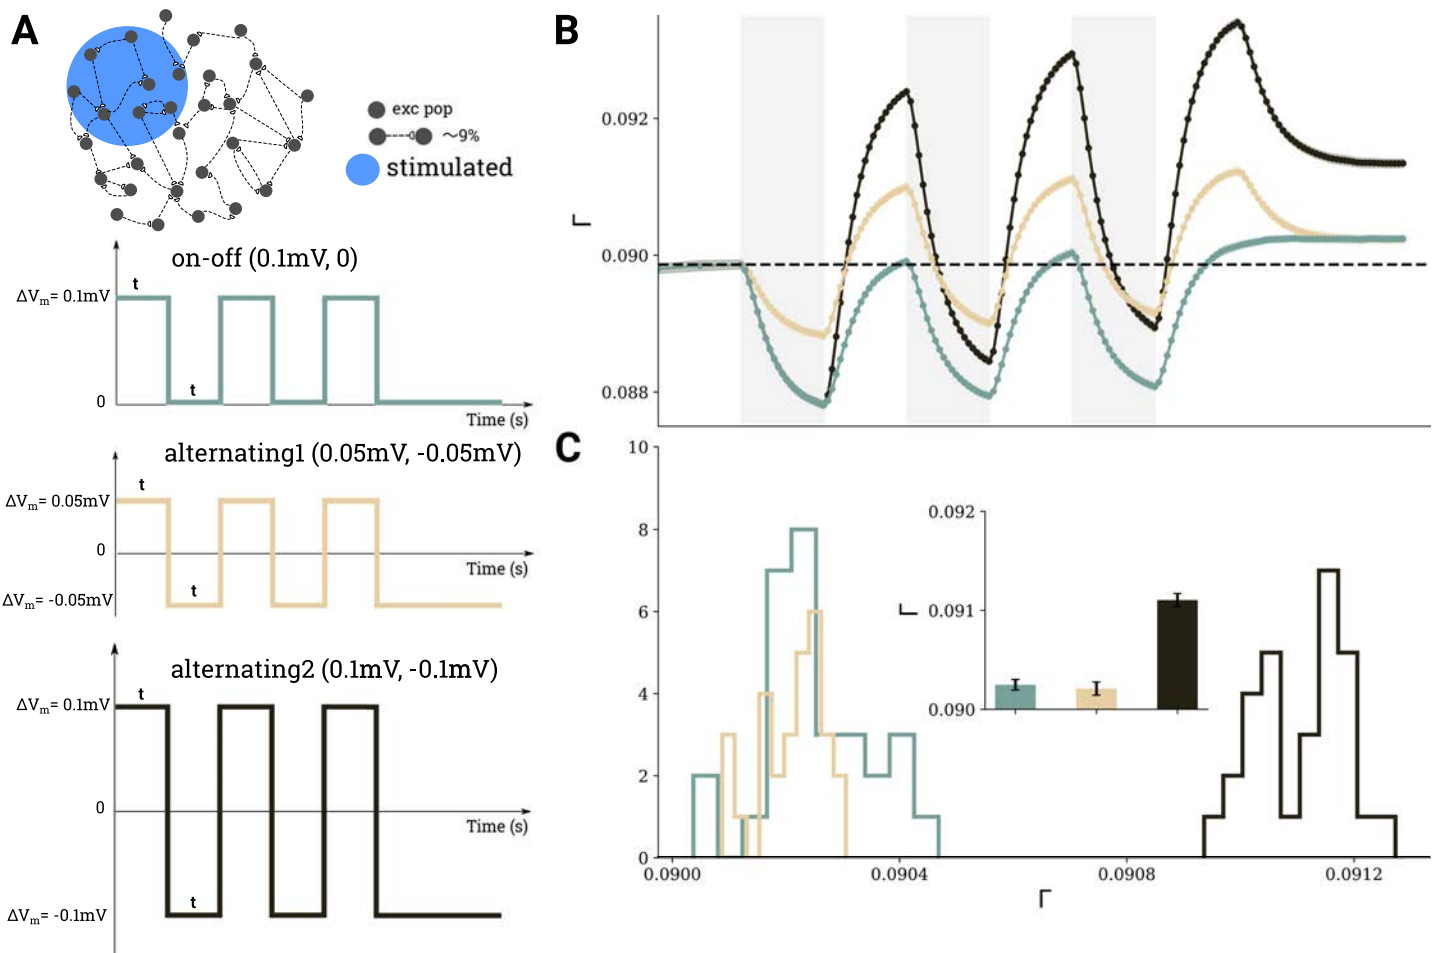 A
exc pop
~9%
stimulated
on-off (0.1mV, 0)
t
ΔVm= 0.1mV
t
0
Time (s)
alternating1 (0.05mV, -0.05mV)
t
ΔVm= 0.05mV
0
Time (s)
t
ΔVm= -0.05mV
alternating2 (0.1mV, -0.1mV)
t
ΔVm= 0.1mV
0
Time (s)
t
ΔVm= -0.1mV
B
0.092
Γ
0.090
0.088
C
10
8
6
4
2
0
0.0900
0.0904
0.0908
0.0912
Γ
0.092
Γ
0.091
0.090